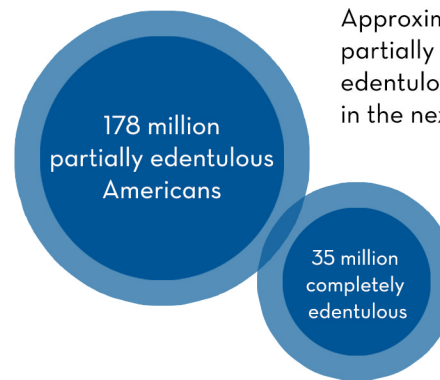 Approxim
partially
edentulo
in the ne
178 million
partially edentulous
Americans
35 million
completely
edentulous